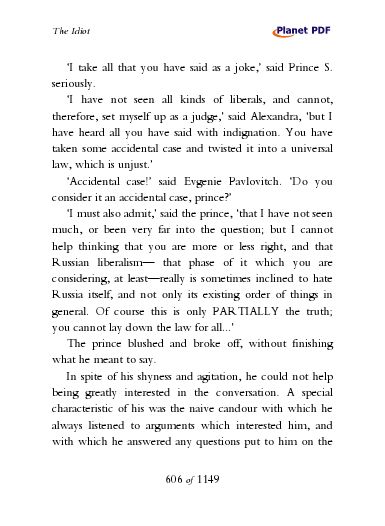 The Idiot
Planet PDF
‘I take all that you have said as a joke,’ said Prince S.
seriously.
‘I have not seen all kinds of liberals, and cannot,
therefore, set myself up as a judge,’ said Alexandra, ‘but I
have heard all you have said with indignation. You have
taken some accidental case and twisted it into a universal
law, which is unjust.’
‘Accidental case!’ said Evgenie Pavlovitch. ‘Do you
consider it an accidental case, prince?’
‘I must also admit,’ said the prince, ‘that I have not seen
much, or been very far into the question; but I cannot
help thinking that you are more or less right, and that
Russian liberalism— that phase of it which you are
considering, at least—really is sometimes inclined to hate
Russia itself, and not only its existing order of things in
general. Of course this is only PARTIALLY the truth;
you cannot lay down the law for all...’
The prince blushed and broke off, without finishing
what he meant to say.
In spite of his shyness and agitation, he could not help
being greatly interested in the conversation. A special
characteristic of his was the naive candour with which he
always listened to arguments which interested him, and
with which he answered any questions put to him on the
606 of 1149